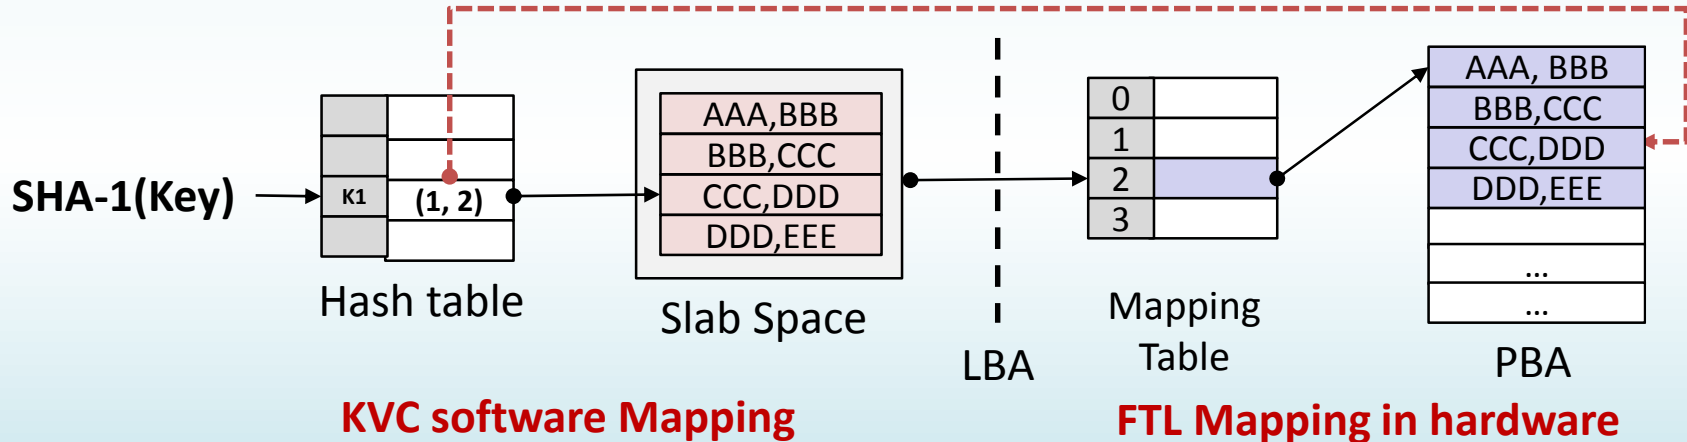 SHA-1(Key)
K1
(1, 2)
Hash table
AAA,BBB
BBB,CCC
CCC,DDD
DDD,EEE
Slab Space
LBA
0
1
2
3
Mapping
Table
AAA, BBB
BBB,CCC
CCC,DDD
DDD,EEE
...
...
PBA
KVC software Mapping
FTL Mapping in hardware